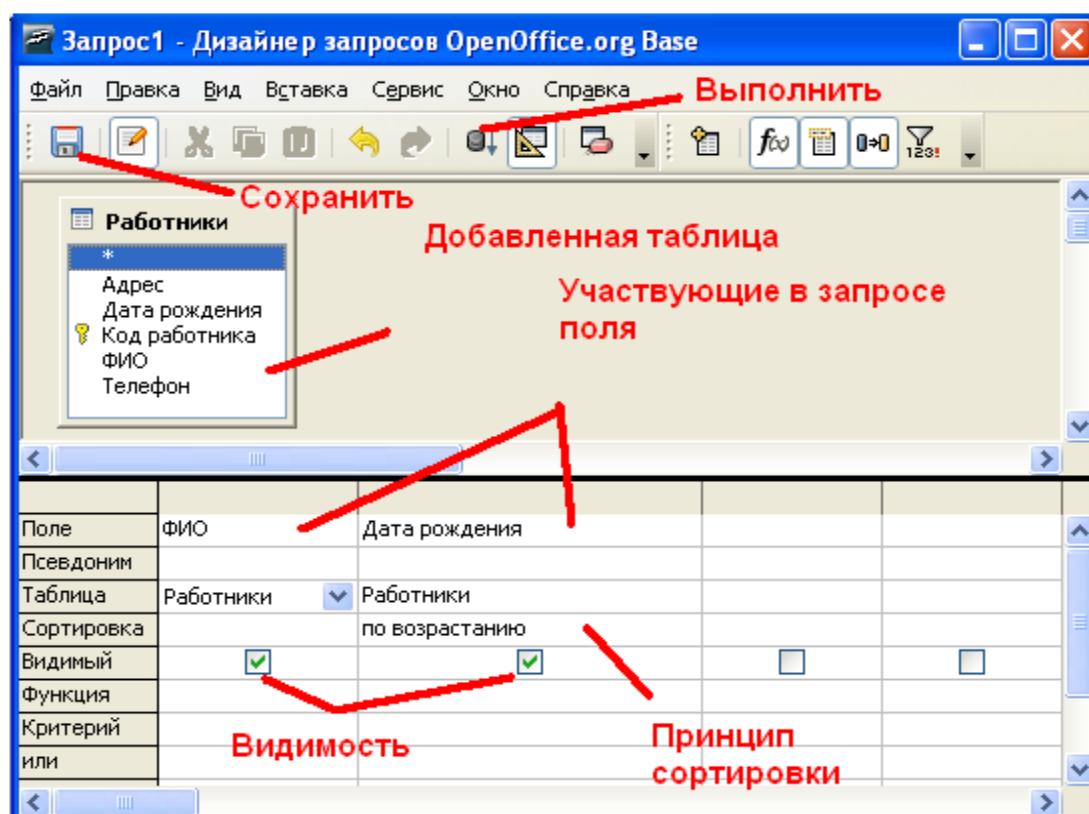 Запрос1 - Дизайнер запросов OpenOffice.org Base
Файл Правка Вид Вставка Сервис Окно Справка
Выполнить
f(x)
123!
Сохранить
Работники
*
Адрес
Дата рождения
Код работника
ФИО
Телефон
Добавленная таблица
Участвующие в запросе
поля
Поле ФИО Дата рождения
Псевдоним
Таблица Работники Работники
Сортировка по возрастанию
Видимый
Функция
Критерий
или
Видимость
Принцип
сортировки